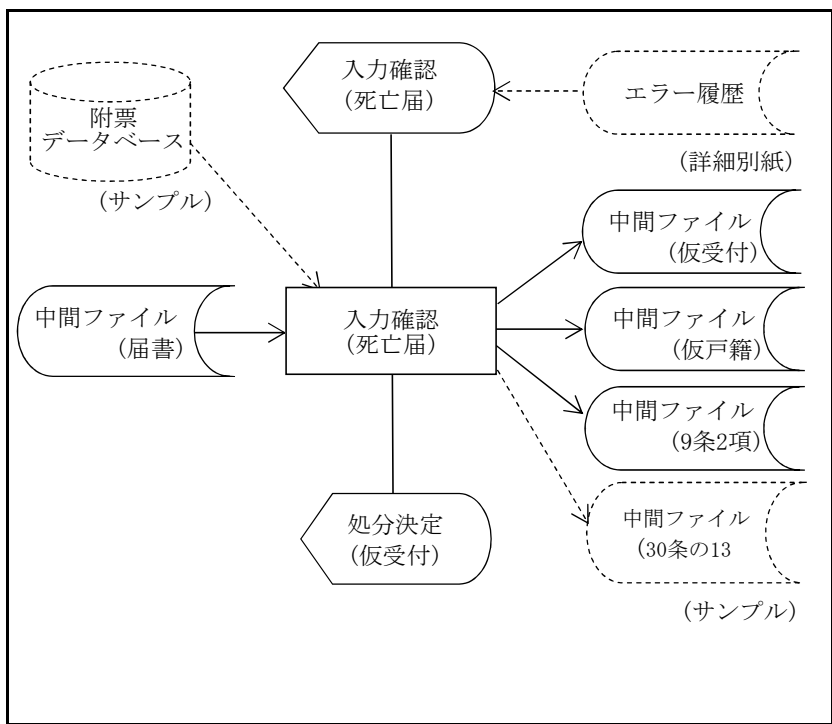 入力確認
(死亡届)
エラー履歴
(詳細別紙)
附票
データベース
(サンプル)
中間ファイル
(仮受付)
中間ファイル
(届書)
入力確認
(死亡届)
中間ファイル
(仮戸籍)
中間ファイル
(9条2項)
処分決定
(仮受付)
中間ファイル
(30条の13
(サンプル)